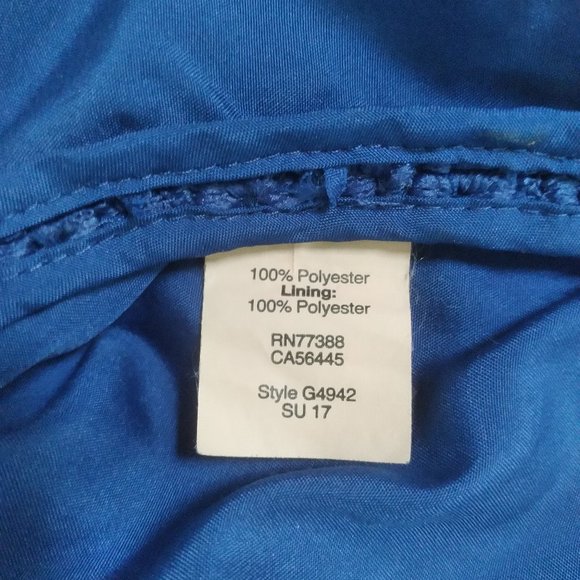 100% Polyester
Lining:
100% Polyester
RN77388
CA56445
Style G4942
SU 17